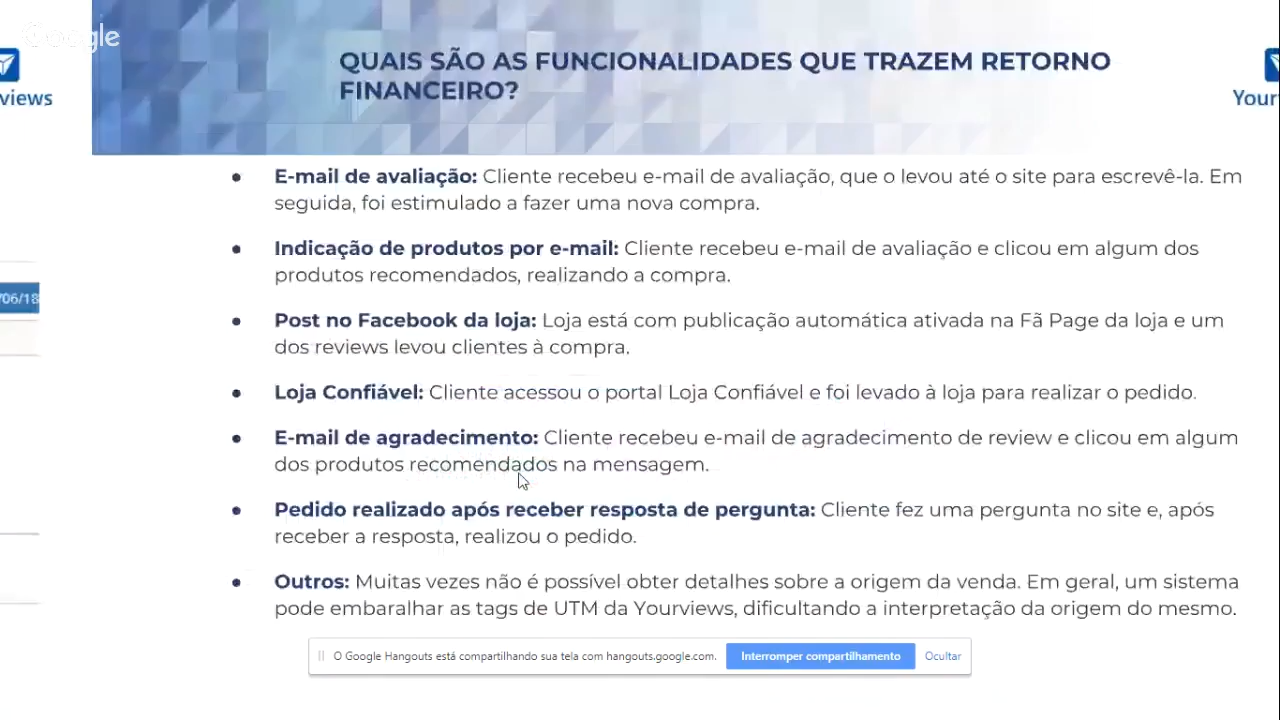 Google
views
Your
QUAIS SÃO AS FUNCIONALIDADES QUE TRAZEM RETORNO
FINANCEIRO?
/06/18
• E-mail de avaliação: Cliente recebeu e-mail de avaliação, que o levou até o site para escrevê-la. Em
seguida, foi estimulado a fazer uma nova compra.
• Indicação de produtos por e-mail: Cliente recebeu e-mail de avaliação e clicou em algum dos
produtos recomendados, realizando a compra.
• Post no Facebook da loja: Loja está com publicação automática ativada na Fã Page da loja e um
dos reviews levou clientes à compra.
• Loja Confiável: Cliente acessou o portal Loja Confiável e foi levado à loja para realizar o pedido.
• E-mail de agradecimento: Cliente recebeu e-mail de agradecimento de review e clicou em algum
dos produtos recomendados na mensagem.
• Pedido realizado após receber resposta de pergunta: Cliente fez uma pergunta no site e, após
receber a resposta, realizou o pedido.
• Outros: Muitas vezes não é possível obter detalhes sobre a origem da venda. Em geral, um sistema
pode embaralhar as tags de UTM da Yourviews, dificultando a interpretação da origem do mesmo.
O Google Hangouts está compartilhando sua tela com hangouts.google.com. Interromper compartilhamento Ocultar